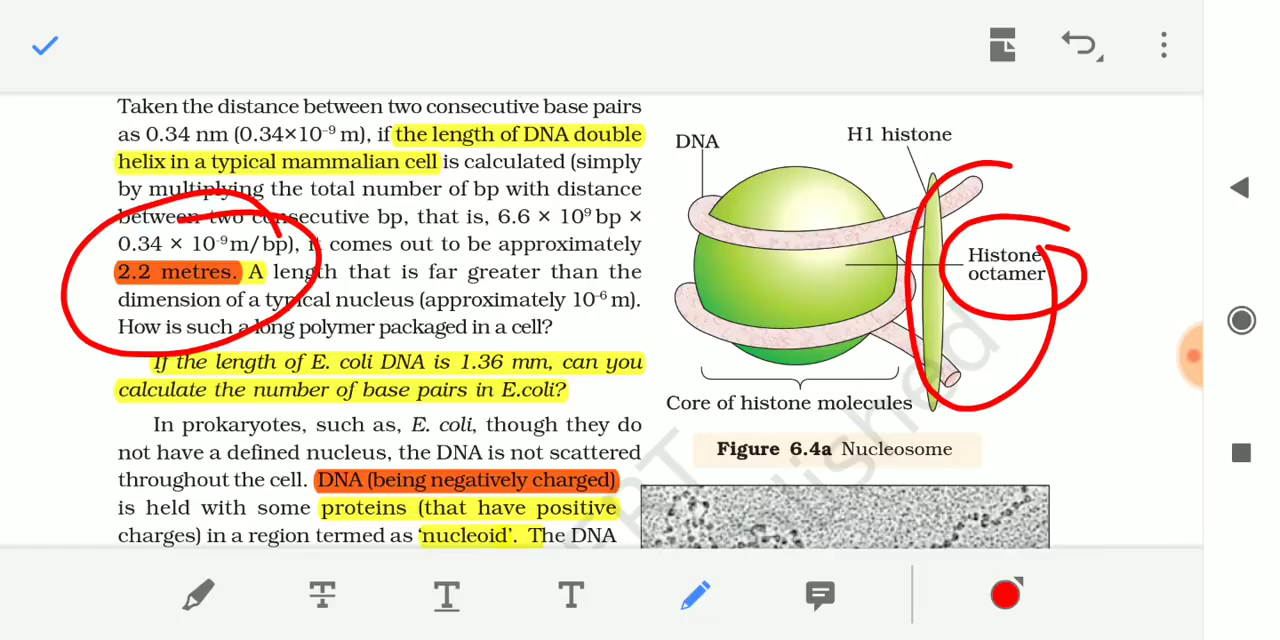 Taken the distance between two consecutive base pairs
as 0.34 nm (0.34×10⁻⁹ m), if the length of DNA double
helix in a typical mammalian cell is calculated (simply
by multiplying the total number of bp with distance
between two consecutive bp, that is, 6.6 × 10⁹ bp ×
0.34 × 10⁻⁹m/bp), it comes out to be approximately
2.2 metres. A length that is far greater than the
dimension of a typical nucleus (approximately 10⁻⁶ m).
How is such a long polymer packaged in a cell?
If the length of E. coli DNA is 1.36 mm, can you
calculate the number of base pairs in E.coli?
In prokaryotes, such as, E. coli, though they do
not have a defined nucleus, the DNA is not scattered
throughout the cell. DNA (being negatively charged)
is held with some proteins (that have positive
charges) in a region termed as ‘nucleoid’. The DNA
DNA
H1 histone
Histone
octamer
Core of histone molecules
Figure 6.4a Nucleosome
T
T
T